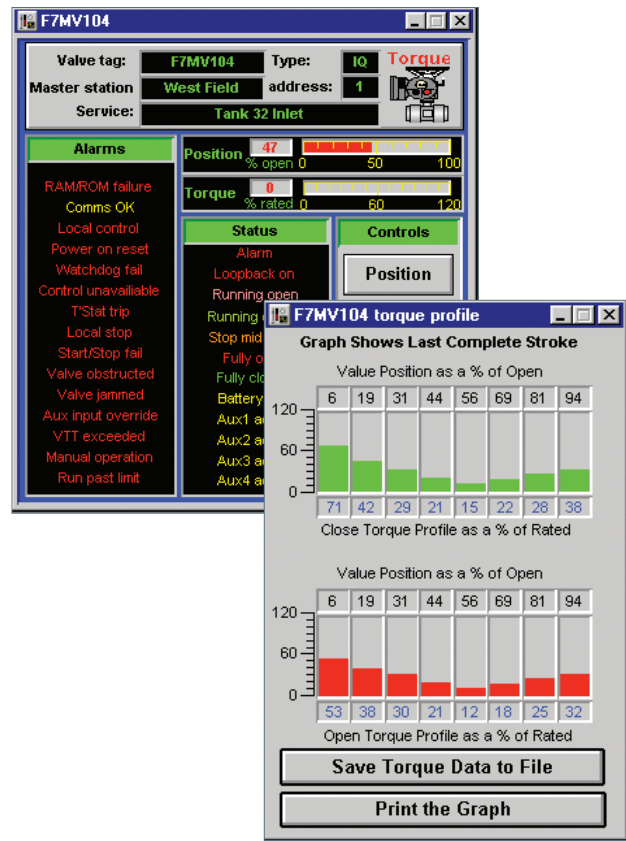 F7MV104
Valve tag: F7MV104 Type: IQ Torque
Master station West Field address: 1
Service: Tank 32 Inlet
Alarms
RAM/ROM failure
Comms OK
Local control
Power on reset
Watchdog fail
Control unavailiable
T'Stat trip
Local stop
Start/Stop fail
Valve obstructed
Valve jammed
Aux input override
VTT exceeded
Manual operation
Run past limit
Position 47
% open 0 50 100
Torque 0
% rated 0 60 120
Status
Alarm
Loopback on
Running open
Running
Stop mid
Fully
Fully
Battery
Aux1
Aux2
Aux3
Aux4
Controls
Position
F7MV104 torque profile
Graph Shows Last Complete Stroke
Value Position as a % of Open
6 19 31 44 56 69 81 94
120
60
0
71 42 29 21 15 22 28 38
Close Torque Profile as a % of Rated
Value Position as a % of Open
6 19 31 44 56 69 81 94
120
60
0
53 38 30 21 12 18 25 32
Open Torque Profile as a % of Rated
Save Torque Data to File
Print the Graph